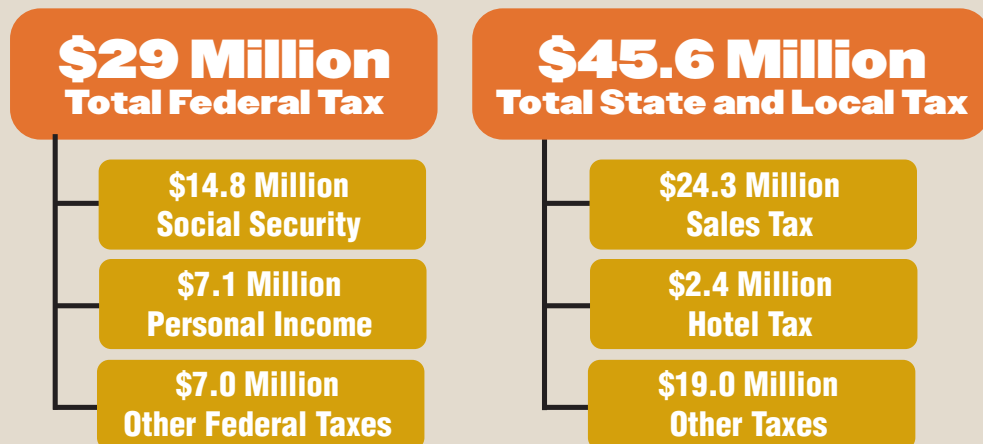 $29 Million
Total Federal Tax
$14.8 Million
Social Security
$7.1 Million
Personal Income
$7.0 Million
Other Federal Taxes
$45.6 Million
Total State and Local Tax
$24.3 Million
Sales Tax
$2.4 Million
Hotel Tax
$19.0 Million
Other Taxes